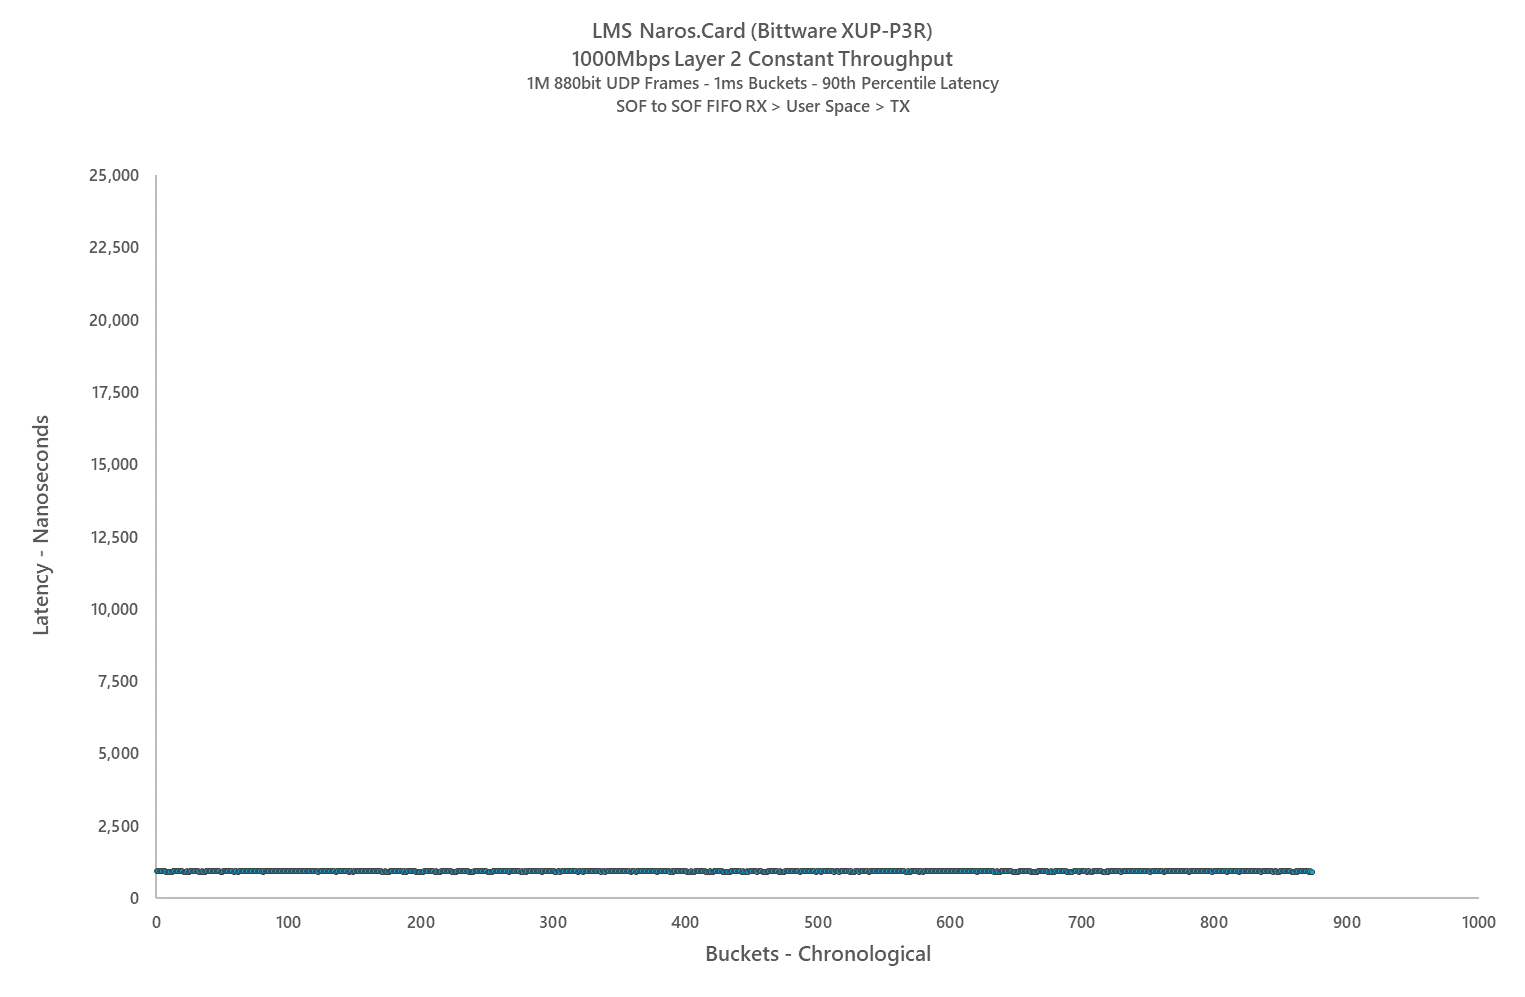 LMS Naros.Card (Bittware XUP-P3R)
1000Mbps Layer 2 Constant Throughput
1M 880bit UDP Frames - 1ms Buckets - 90th Percentile Latency
SOF to SOF FIFO RX > User Space > TX
25,000
22,500
20,000
17,500
15,000
12,500
10,000
7,500
5,000
2,500
0
Latency - Nanoseconds
0 100 200 300 400 500 600 700 800 900 1000
Buckets - Chronological